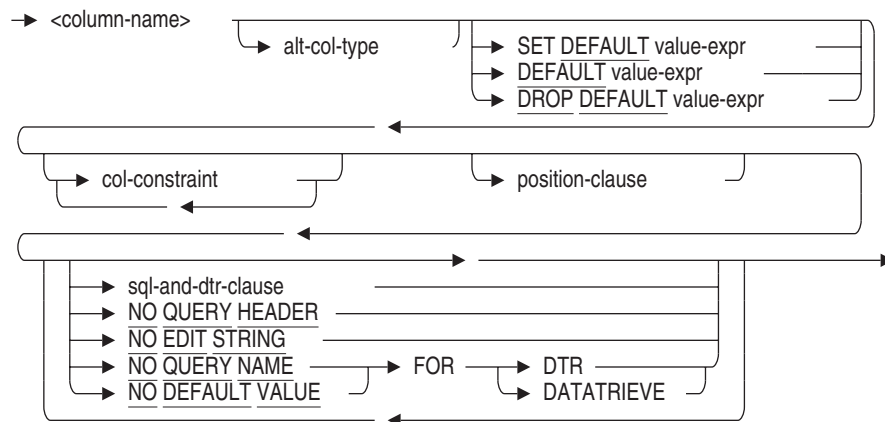 <column-name>
alt-col-type
SET DEFAULT value-expr
DEFAULT value-expr
DROP DEFAULT value-expr
col-constraint
position-clause
sql-and-dtr-clause
NO QUERY HEADER
NO EDIT STRING
NO QUERY NAME FOR DTR
NO DEFAULT VALUE DATATRIEVE